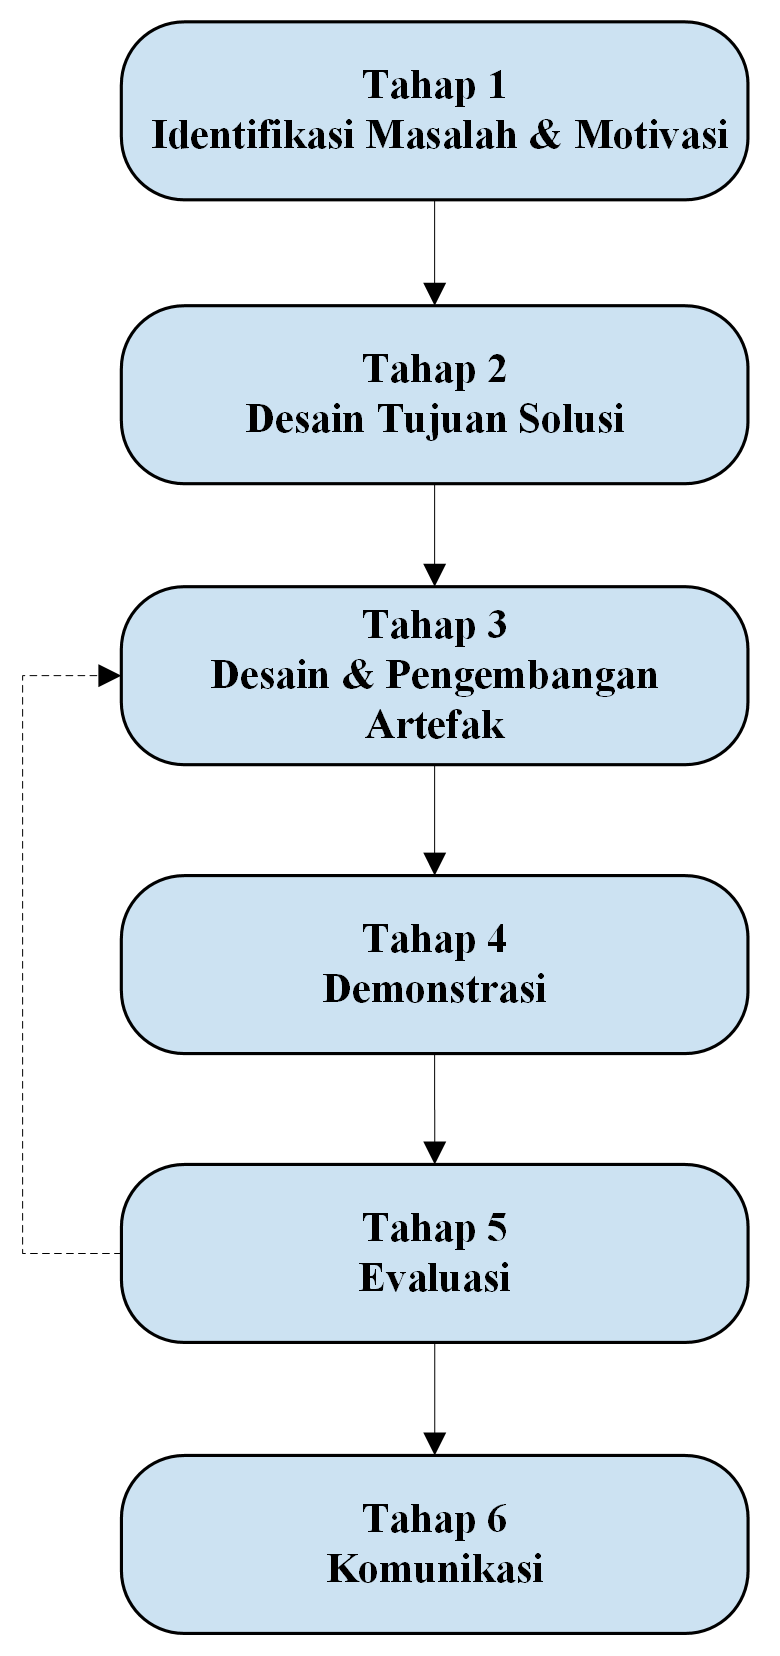 Tahap 1
Identifikasi Masalah & Motivasi
Tahap 2
Desain Tujuan Solusi
Tahap 3
Desain & Pengembangan
Artefak
Tahap 4
Demonstrasi
Tahap 5
Evaluasi
Tahap 6
Komunikasi